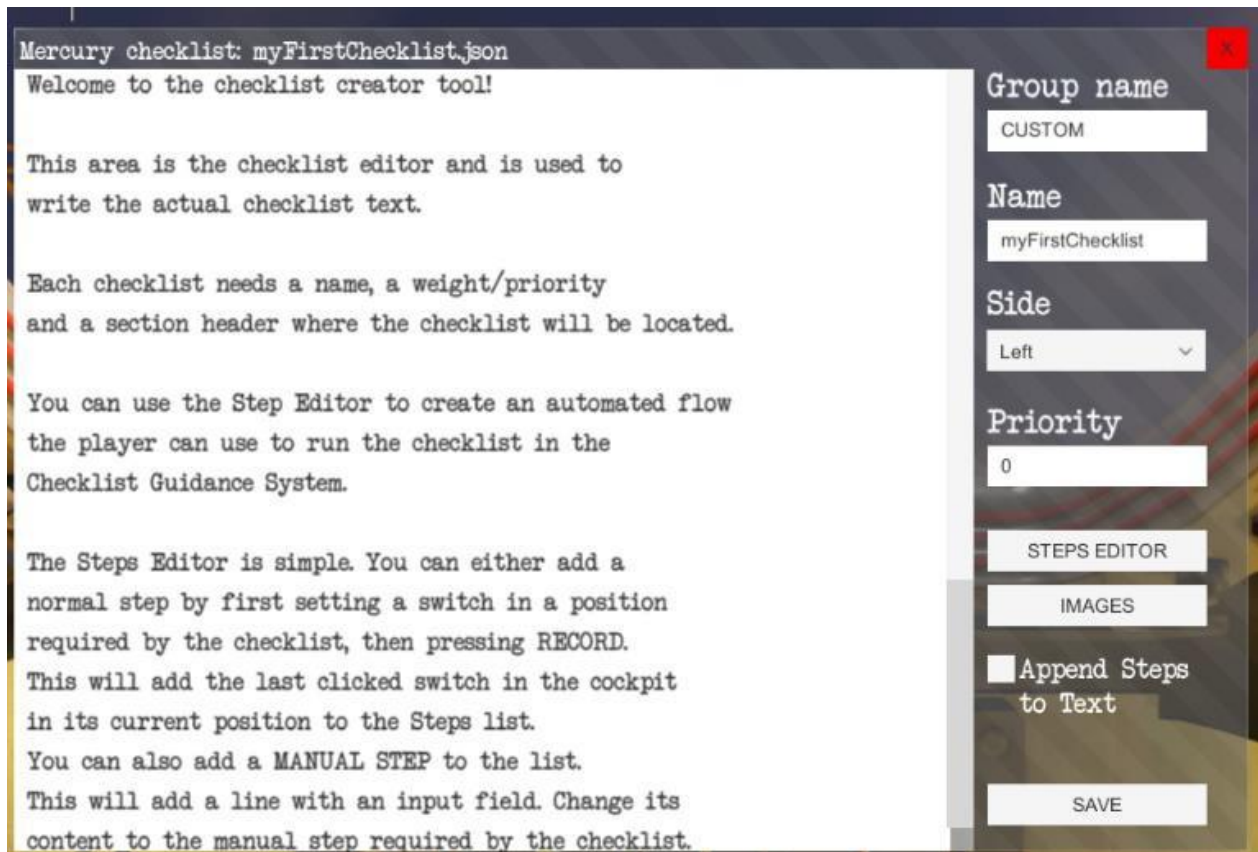 Mercury checklist: myFirstChecklist.json
X
Welcome to the checklist creator tool!
This area is the checklist editor and is used to
write the actual checklist text.
Each checklist needs a name, a weight/priority
and a section header where the checklist will be located.
You can use the Step Editor to create an automated flow
the player can use to run the checklist in the
Checklist Guidance System.
The Steps Editor is simple. You can either add a
normal step by first setting a switch in a position
required by the checklist, then pressing RECORD.
This will add the last clicked switch in the cockpit
in its current position to the Steps list.
You can also add a MANUAL STEP to the list.
This will add a line with an input field. Change its
content to the manual step required by the checklist.
Group name
CUSTOM
Name
myFirstChecklist
Side
Left
Priority
0
STEPS EDITOR
IMAGES
Append Steps
to Text
SAVE